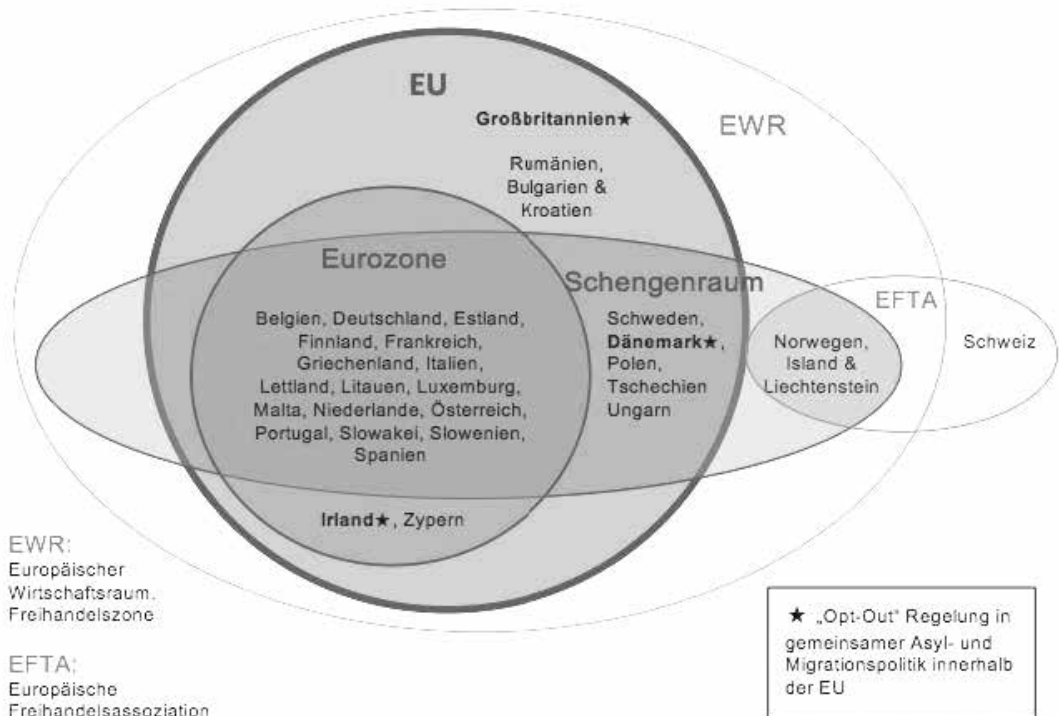 EU
Großbritannien★
EWR
Rumänien,
Bulgarien &
Kroatien
Eurozone
Schengenraum
EFTA
Belgien, Deutschland, Estland,
Finnland, Frankreich,
Griechenland, Italien,
Lettland, Litauen, Luxemburg,
Malta, Niederlande, Österreich,
Portugal, Slowakei, Slowenien,
Spanien
Schweden,
Dänemark★,
Polen,
Tschechien
Ungarn
Norwegen,
Island &
Liechtenstein
Schweiz
Irland★, Zypern
EWR:
Europäischer
Wirtschaftsraum.
Freihandelszone
EFTA:
Europäische
Freihandelsassoziation
★ „Opt-Out" Regelung in
gemeinsamer Asyl- und
Migrationspolitik innerhalb
der EU